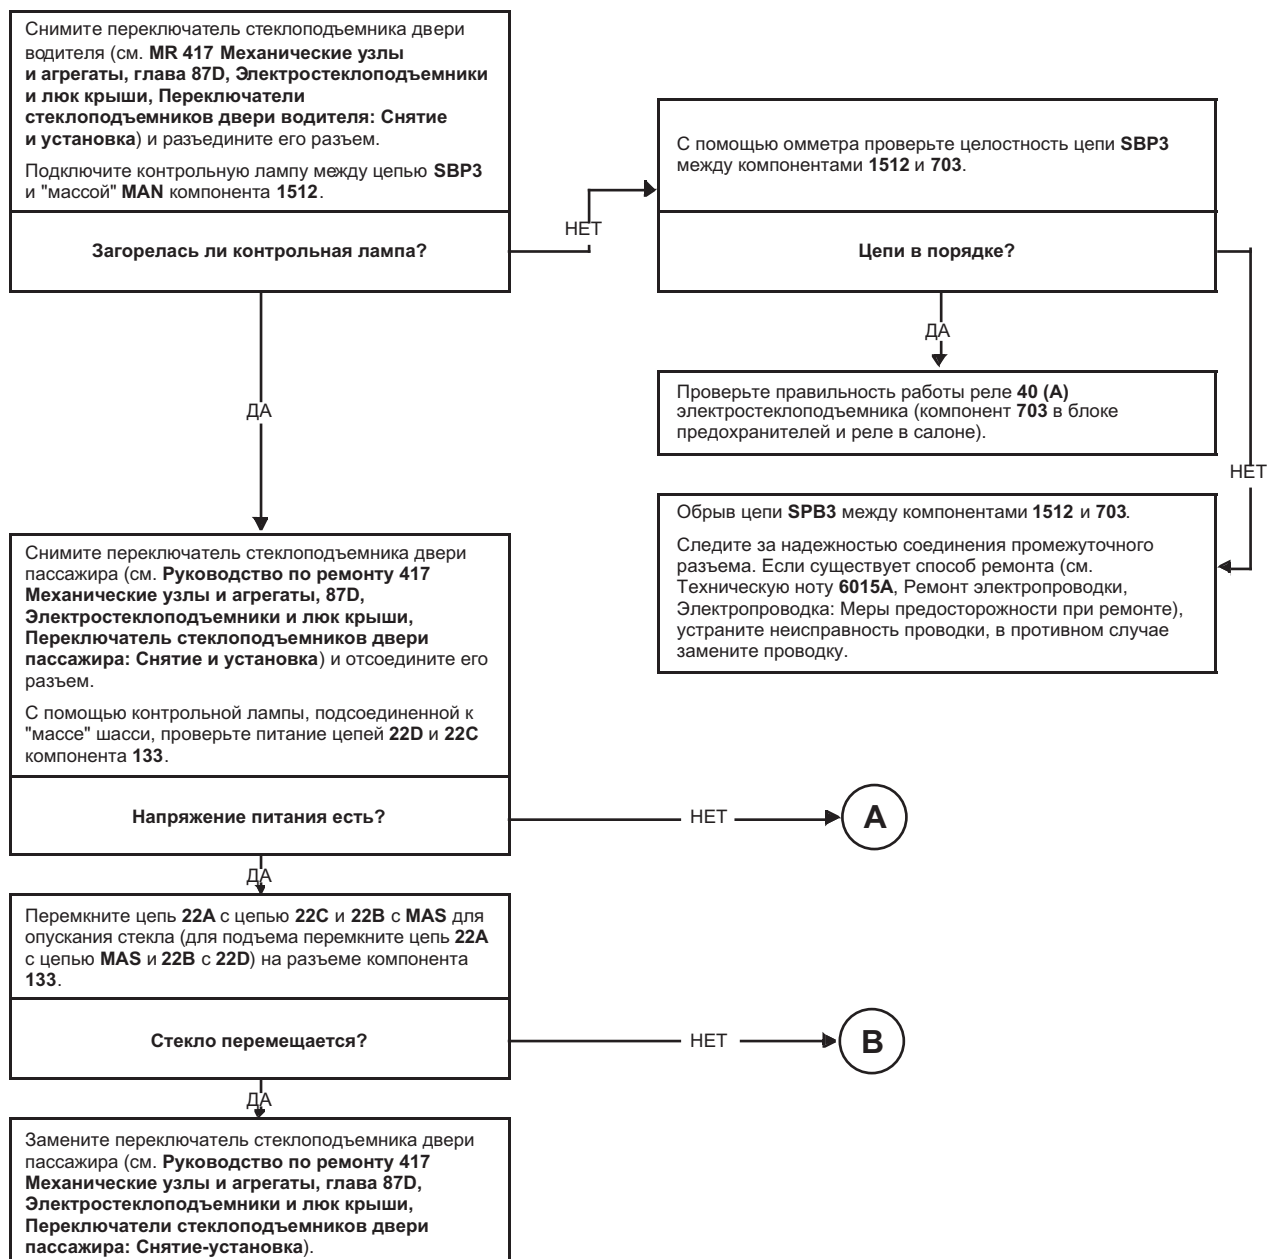 Снимите переключатель стеклоподъемника двери
водителя (см. MR 417 Механические узлы
и агрегаты, глава 87D, Электростеклоподъемники
и люк крыши, Переключатели
стеклоподъемников двери водителя: Снятие
и установка) и разъедините его разъем.
Подключите контрольную лампу между цепью SBP3
и "массой" MAN компонента 1512.
Загорелась ли контрольная лампа?
НЕТ
С помощью омметра проверьте целостность цепи SBP3
между компонентами 1512 и 703.
Цепи в порядке?
ДА
Проверьте правильность работы реле 40 (A)
электростеклоподъемника (компонент 703 в блоке
предохранителей и реле в салоне).
НЕТ
Обрыв цепи SPB3 между компонентами 1512 и 703.
Следите за надежностью соединения промежуточного
разъема. Если существует способ ремонта (см.
Техническую ноту 6015A, Ремонт электропроводки,
Электропроводка: Меры предосторожности при ремонте),
устраните неисправность проводки, в противном случае
замените проводку.
ДА
Снимите переключатель стеклоподъемника двери
пассажира (см. Руководство по ремонту 417
Механические узлы и агрегаты, 87D,
Электростеклоподъемники и люк крыши,
Переключатель стеклоподъемников двери
пассажира: Снятие и установка) и отсоедините его
разъем.
С помощью контрольной лампы, подсоединенной к
"массе" шасси, проверьте питание цепей 22D и 22C
компонента 133.
Напряжение питания есть?
НЕТ
A
ДА
Перемкните цепь 22A с цепью 22C и 22B с MAS для
опускания стекла (для подъема перемкните цепь 22A
с цепью MAS и 22B с 22D) на разъеме компонента
133.
Стекло перемещается?
НЕТ
B
ДА
Замените переключатель стеклоподъемника двери
пассажира (см. Руководство по ремонту 417
Механические узлы и агрегаты, глава 87D,
Электростеклоподъемники и люк крыши,
Переключатели стеклоподъемников двери
пассажира: Снятие-установка).